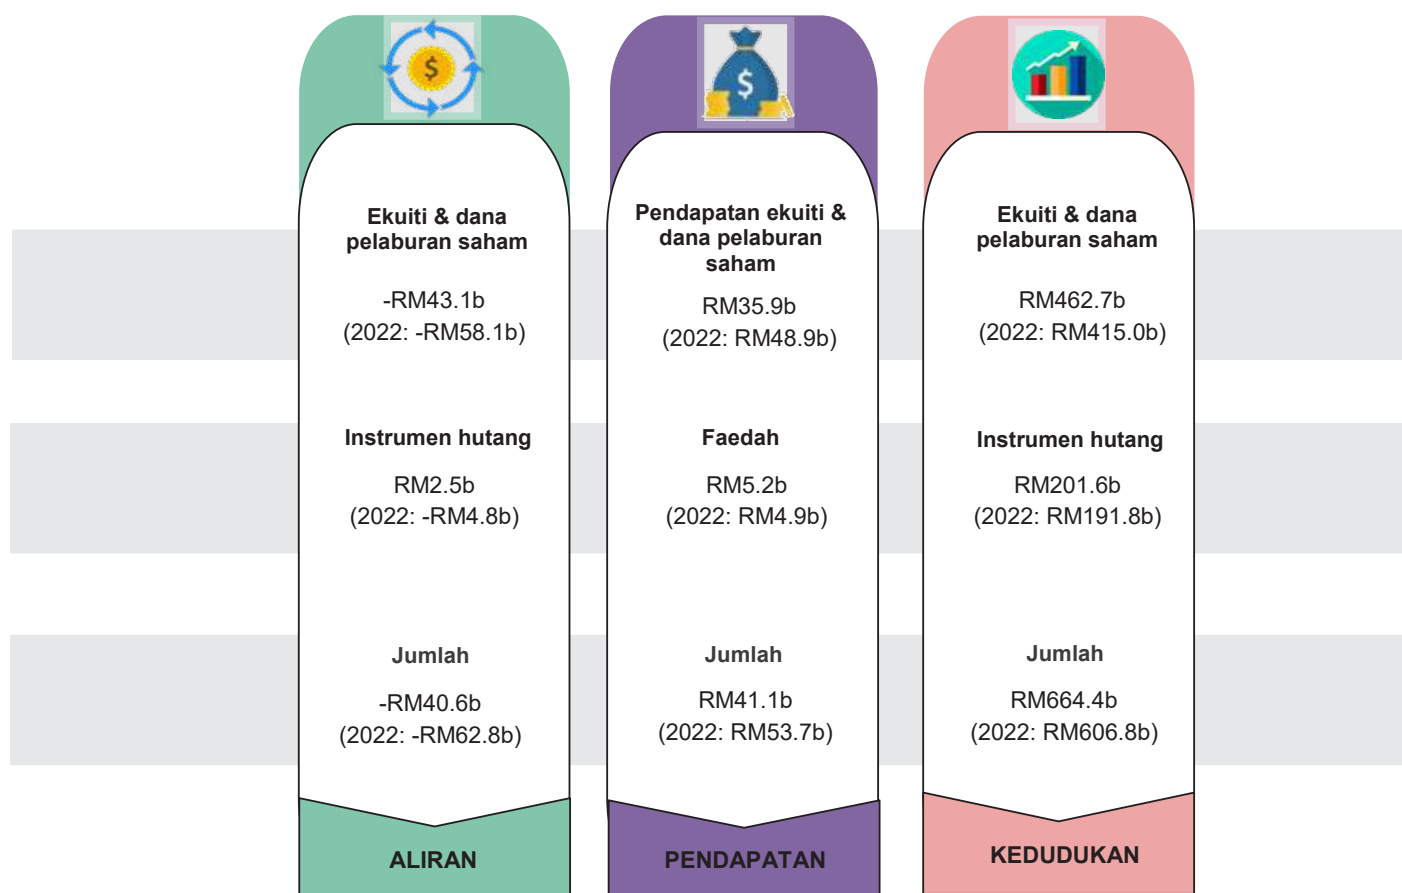 $
Ekuiti & dana
pelaburan saham
-RM43.1b
(2022: -RM58.1b)
Instrumen hutang
RM2.5b
(2022: -RM4.8b)
Jumlah
-RM40.6b
(2022: -RM62.8b)
ALIRAN
$
Pendapatan ekuiti &
dana pelaburan
saham
RM35.9b
(2022: RM48.9b)
Faedah
RM5.2b
(2022: RM4.9b)
Jumlah
RM41.1b
(2022: RM53.7b)
PENDAPATAN
Ekuiti & dana
pelaburan saham
RM462.7b
(2022: RM415.0b)
Instrumen hutang
RM201.6b
(2022: RM191.8b)
Jumlah
RM664.4b
(2022: RM606.8b)
KEDUDUKAN